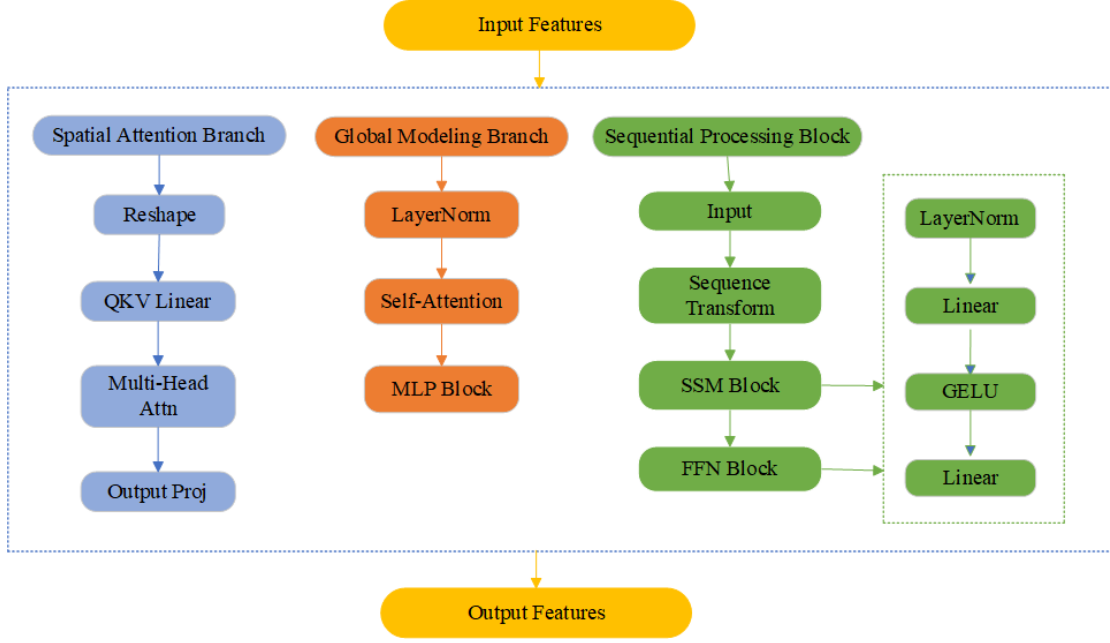 Input Features
Spatial Attention Branch
Reshape
QKV Linear
Multi-Head
Attn
Output Proj
Global Modeling Branch
LayerNorm
Self-Attention
MLP Block
Sequential Processing Block
Input
Sequence
Transform
SSM Block
FFN Block
LayerNorm
Linear
GELU
Linear
Output Features